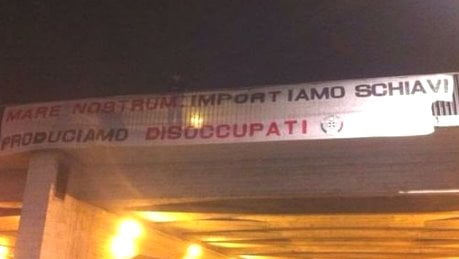 MARE NOSTRUM: IMPORTIAMO SCHIAVI
PRODUCIAMO DISOCCUPATI